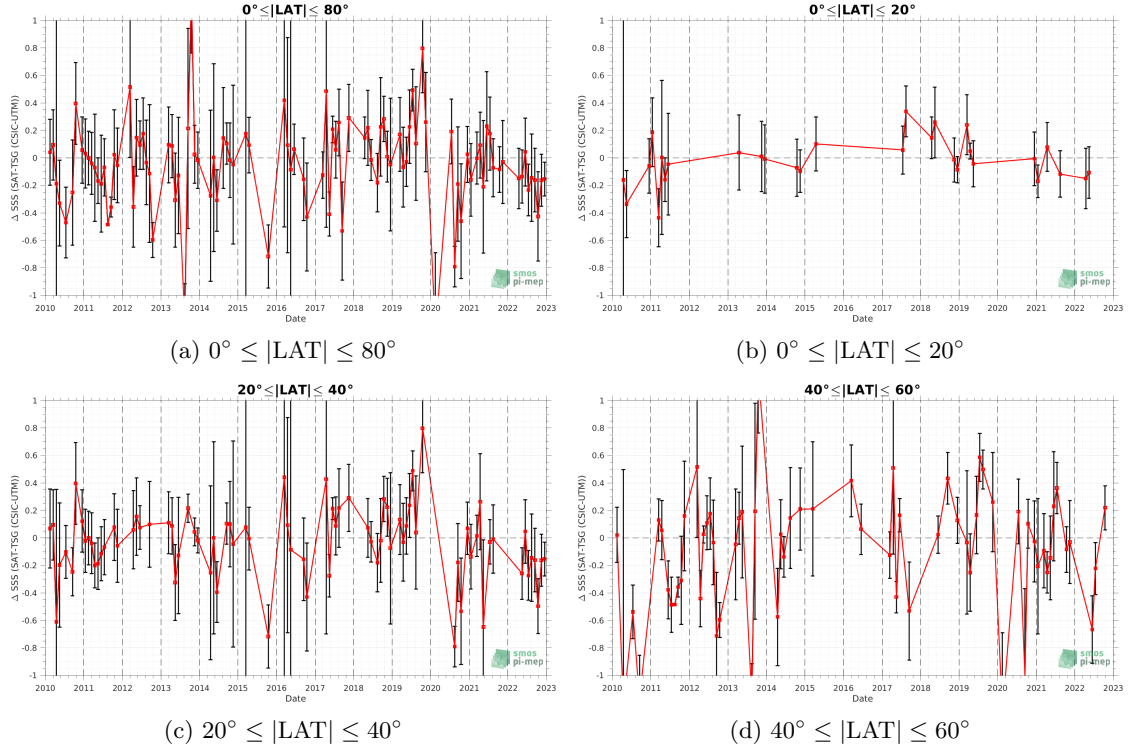 0°≤|LAT|≤ 80°
Δ SSS (SAT-TSG (CSIC-UTM))
1
0.8
0.6
0.4
0.2
0
-0.2
-0.4
-0.6
-0.8
-1
2010 2011 2012 2013 2014 2015 2016 2017 2018 2019 2020 2021 2022 2023
Date
smos
pi-mep
(a) 0° ≤ |LAT| ≤ 80°
0°≤|LAT|≤ 20°
Δ SSS (SAT-TSG (CSIC-UTM))
1
0.8
0.6
0.4
0.2
0
-0.2
-0.4
-0.6
-0.8
-1
2010 2011 2012 2013 2014 2015 2016 2017 2018 2019 2020 2021 2022 2023
Date
smos
pi-mep
(b) 0° ≤ |LAT| ≤ 20°
20°≤|LAT|≤ 40°
Δ SSS (SAT-TSG (CSIC-UTM))
1
0.8
0.6
0.4
0.2
0
-0.2
-0.4
-0.6
-0.8
-1
2010 2011 2012 2013 2014 2015 2016 2017 2018 2019 2020 2021 2022 2023
Date
smos
pi-mep
(c) 20° ≤ |LAT| ≤ 40°
40°≤|LAT|≤ 60°
Δ SSS (SAT-TSG (CSIC-UTM))
1
0.8
0.6
0.4
0.2
0
-0.2
-0.4
-0.6
-0.8
-1
2010 2011 2012 2013 2014 2015 2016 2017 2018 2019 2020 2021 2022 2023
Date
smos
pi-mep
(d) 40° ≤ |LAT| ≤ 60°